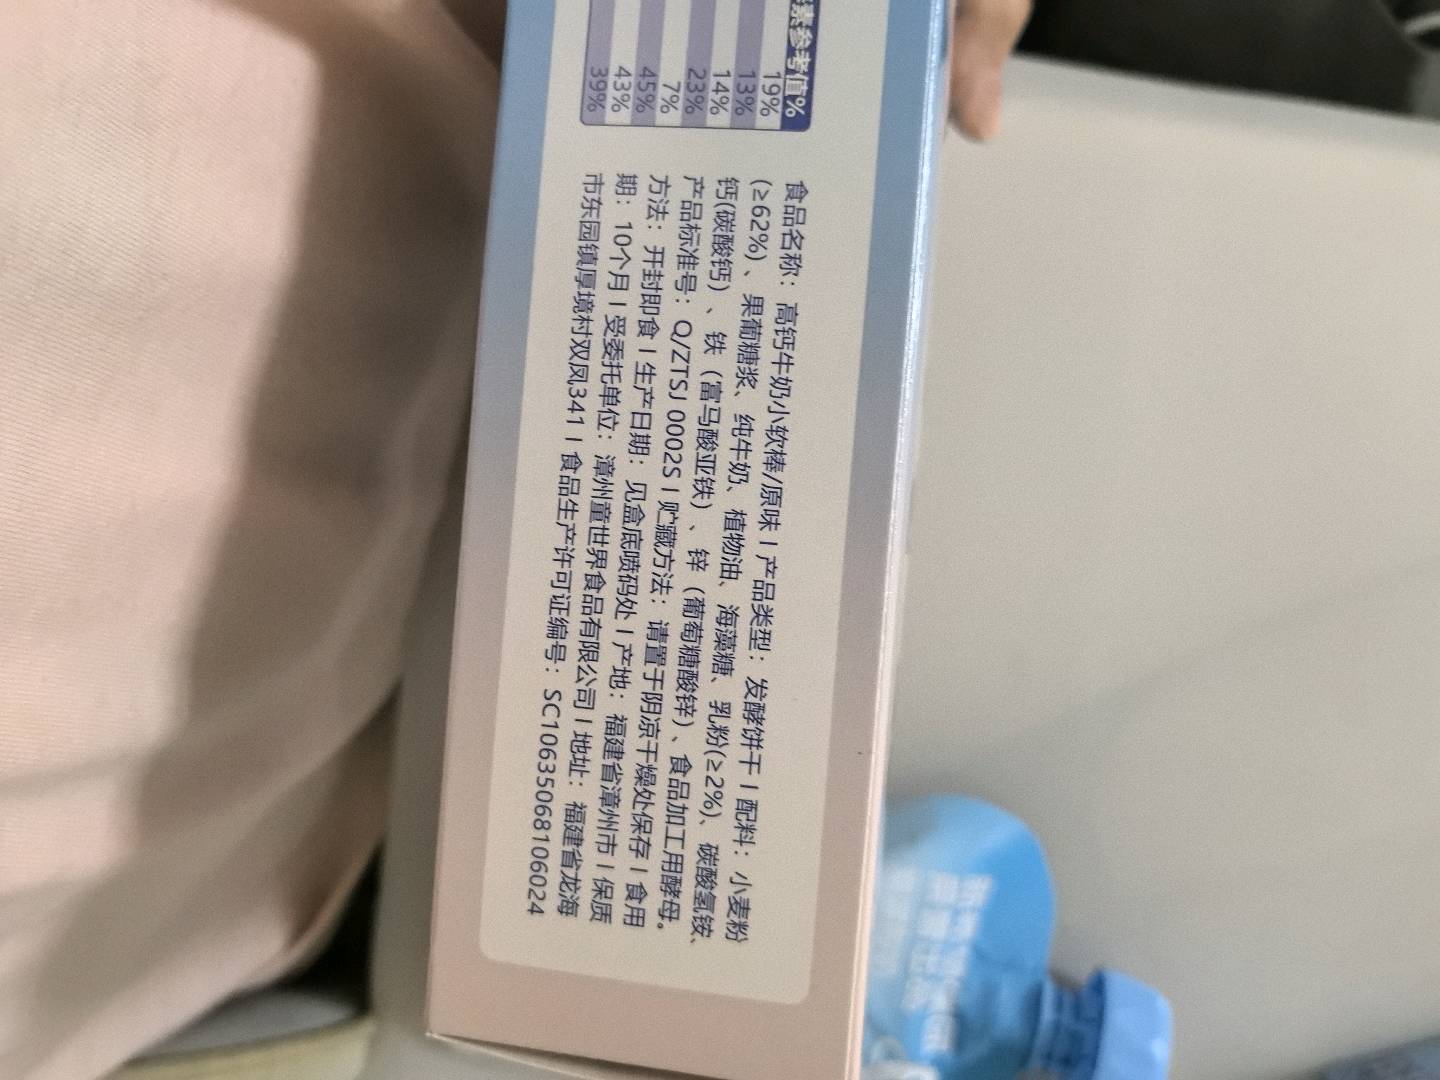 素参考值%
19%
13%
14%
23%
7%
45%
43%
39%
食品名称：高钙牛奶小软棒/原味 | 产品类型：发酵饼干 | 配料：小麦粉
(≥62%)、果葡糖浆、纯牛奶、植物油、海藻糖、乳粉(≥2%)、碳酸氢铵、
钙(碳酸钙)、铁（富马酸亚铁）、锌（葡萄糖酸锌）、食品加工用酵母。
产品标准号：Q/ZTSJ 0002S | 贮藏方法：请置于阴凉干燥处保存 | 食用
方法：开封即食 | 生产日期：见盒底喷码处 | 产地：福建省漳州市 | 保质
期：10个月 | 受委托单位：漳州童世界食品有限公司 | 地址：福建省龙海
市东园镇厚境村双凤341 | 食品生产许可证编号：SC10635068106024